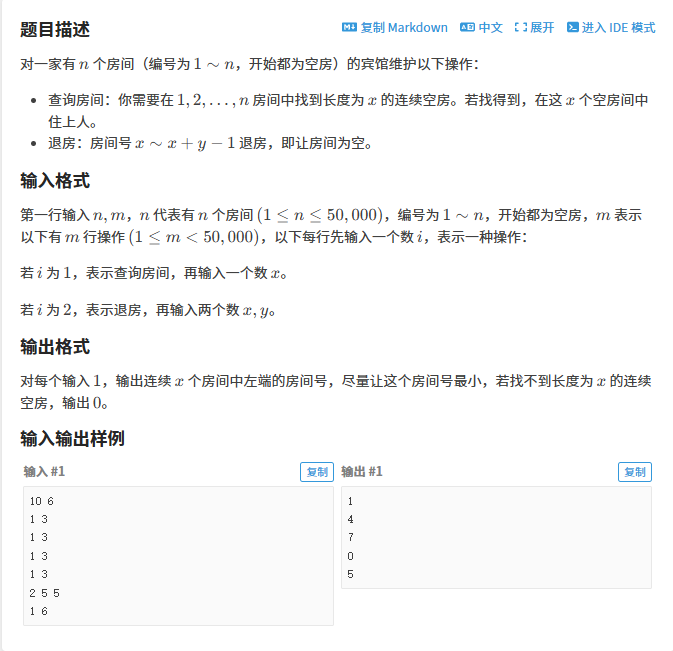 题目描述
复制 Markdown 中文 展开 进入 IDE 模式
对一家有 n 个房间（编号为 1 ∼ n，开始都为空房）的宾馆维护以下操作：
• 查询房间：你需要在 1, 2, . . . , n 房间中找到长度为 x 的连续空房。若找得到，在这 x 个空房间中
住上人。
• 退房：房间号 x ∼ x + y − 1 退房，即让房间为空。
输入格式
第一行输入 n, m，n 代表有 n 个房间 (1 ≤ n ≤ 50, 000)，编号为 1 ∼ n，开始都为空房，m 表示
以下有 m 行操作 (1 ≤ m < 50, 000)，以下每行先输入一个数 i，表示一种操作：
若 i 为 1，表示查询房间，再输入一个数 x。
若 i 为 2，表示退房，再输入两个数 x, y。
输出格式
对每个输入 1，输出连续 x 个房间中左端的房间号，尽量让这个房间号最小，若找不到长度为 x 的连续
空房，输出 0。
输入输出样例
输入 #1 复制
10 6
1 3
1 3
1 3
1 3
2 5 5
1 6
输出 #1 复制
1
4
7
0
5